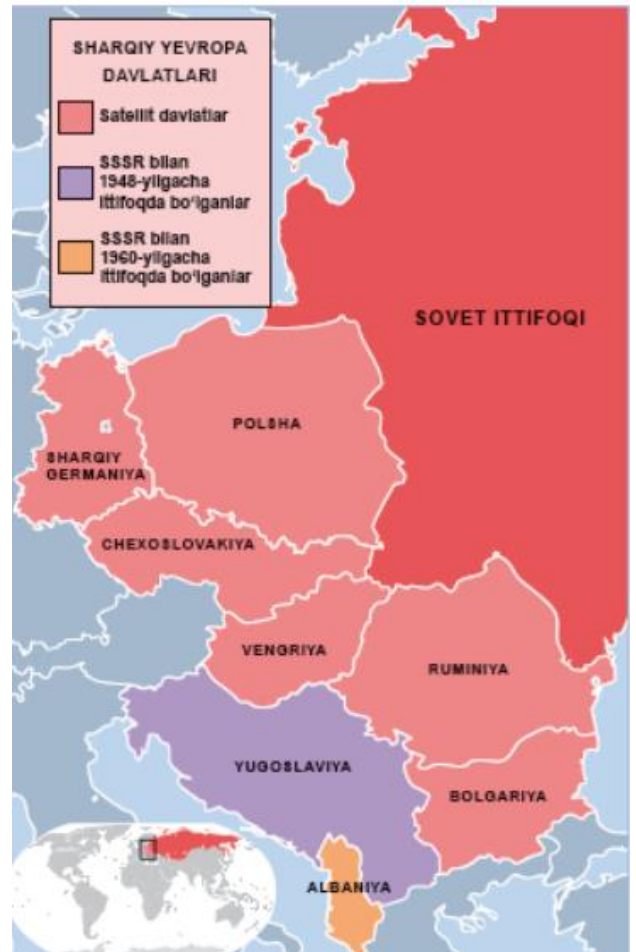 SHARQIY YEVROPA
DAVLATLARI
Satellit davlatlar
SSSR bilan
1948-yilgacha
ittifoqda bo‘lganlar
SSSR bilan
1960-yilgacha
ittifoqda bo‘lganlar
SOVET ITTIFOQI
POLSHA
SHARQIY
GERMANIYA
CHEXOSLOVAKIYA
VENGRIYA
RUMINIYA
YUGOSLAVIYA
BOLGARIYA
ALBANIYA